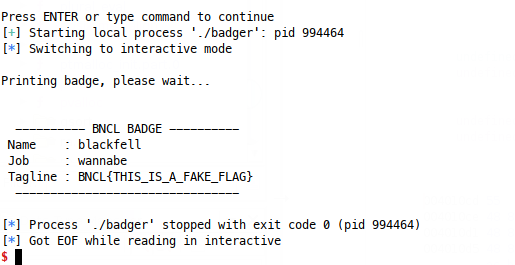 Press ENTER or type command to continue
[+] Starting local process './badger': pid 994464
[*] Switching to interactive mode
Printing badge, please wait...
—————————— BNCL BADGE ——————————
Name    : blackfell
Job     : wannabe
Tagline : BNCL{THIS_IS_A_FAKE_FLAG}
————————————————————————————————
[*] Process './badger' stopped with exit code 0 (pid 994464)
[*] Got EOF while reading in interactive
$